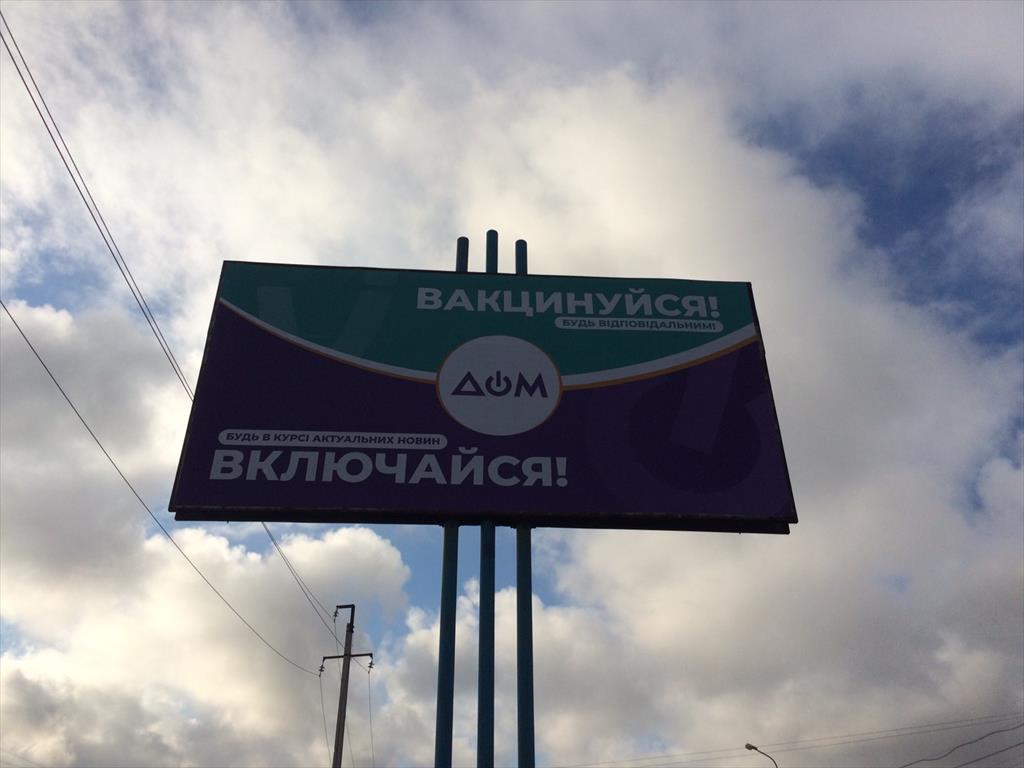 ВАКЦИНУЙСЯ!
БУДЬ ВІДПОВІДАЛЬНИМ!
ДОМ
БУДЬ В КУРСІ АКТУАЛЬНИХ НОВИН
ВКЛЮЧАЙСЯ!